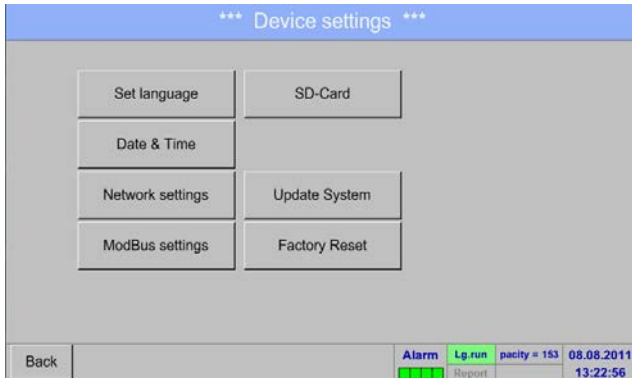 *** Device settings ***
Set language
SD-Card
Date & Time
Network settings
Update System
ModBus settings
Factory Reset
Back
Alarm
Lg.run
pacity = 153
08.08.2011
Report
13:22:56